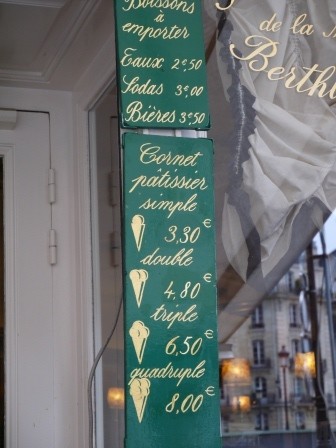 Boissons
à
emporter
Eaux 2€50
Sodas 3€00
Bières 3€50
Cornet
pâtissier
simple
3,30 €
double
4,80 €
triple
6,50 €
quadruple
8,00 €
de la